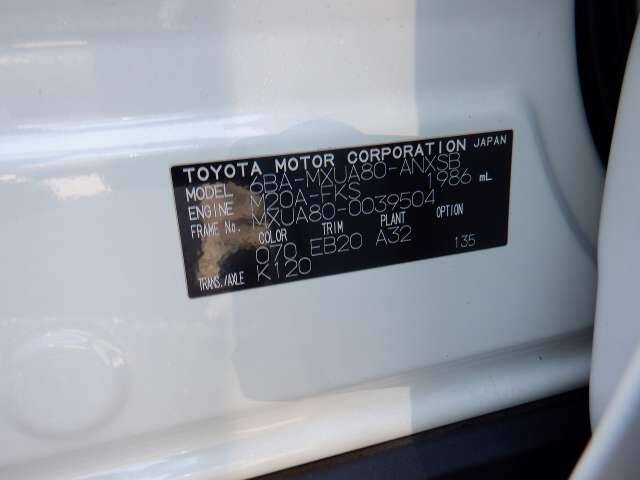 TOYOTA MOTOR CORPORATION JAPAN
MODEL 6BA-MXUA80-ANXSB
ENGINE M20A-FKS 1986 mL
FRAME No. MXUA80-0039504
COLOR TRIM PLANT OPTION
070 EB20 A32 135
TRANS./AXLE K120